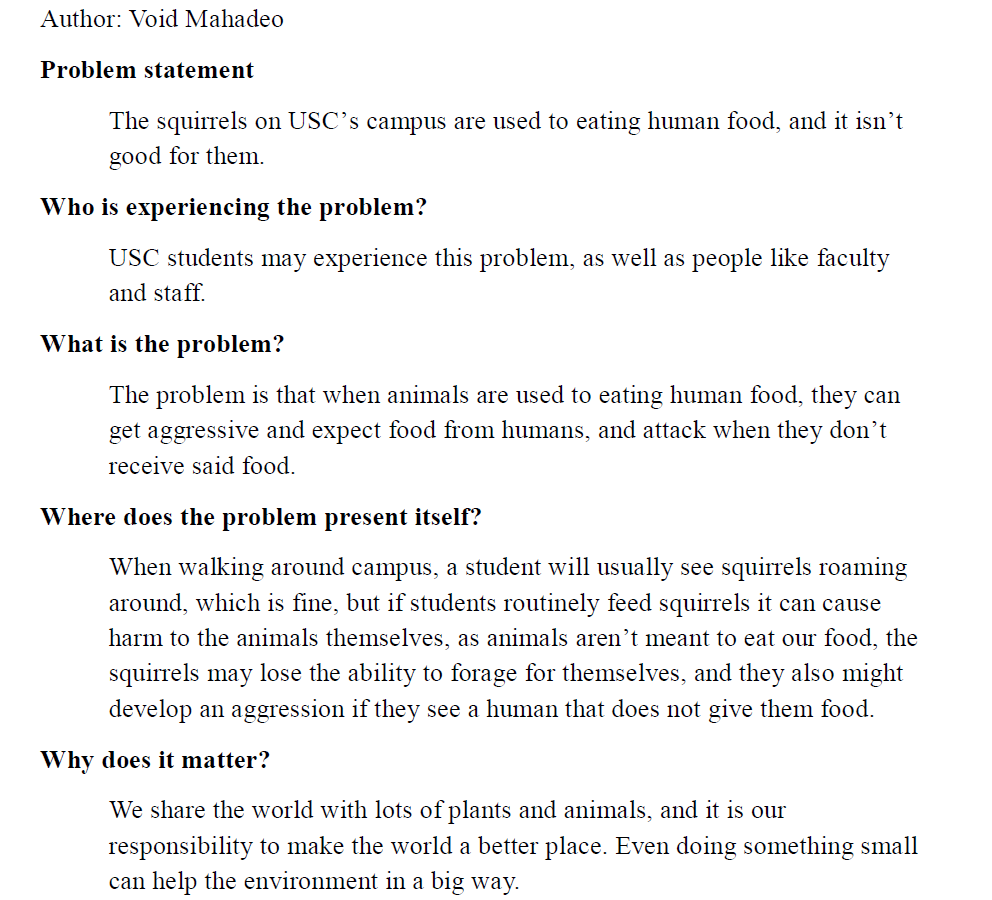 Author: Void Mahadeo
Problem statement
The squirrels on USC’s campus are used to eating human food, and it isn’t
good for them.
Who is experiencing the problem?
USC students may experience this problem, as well as people like faculty
and staff.
What is the problem?
The problem is that when animals are used to eating human food, they can
get aggressive and expect food from humans, and attack when they don’t
receive said food.
Where does the problem present itself?
When walking around campus, a student will usually see squirrels roaming
around, which is fine, but if students routinely feed squirrels it can cause
harm to the animals themselves, as animals aren’t meant to eat our food, the
squirrels may lose the ability to forage for themselves, and they also might
develop an aggression if they see a human that does not give them food.
Why does it matter?
We share the world with lots of plants and animals, and it is our
responsibility to make the world a better place. Even doing something small
can help the environment in a big way.